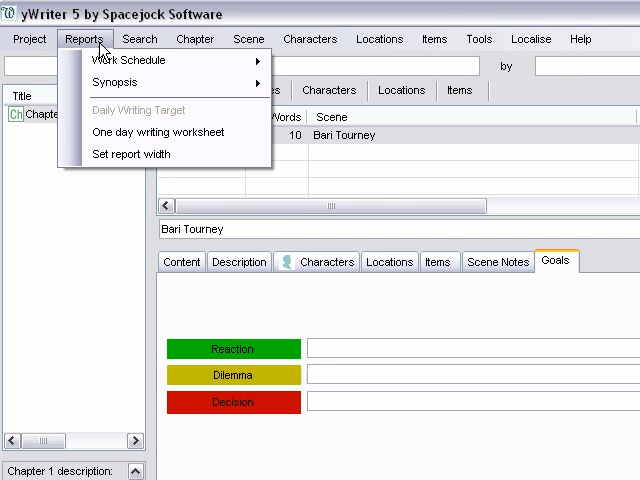 yWriter 5 by Spacejock Software
Project Reports Search Chapter Scene Characters Locations Items Tools Localise Help
Work Schedule
by
Synopsis
Title
es Characters Locations Items
Ch Chapte
Daily Writing Target
Words Scene
One day writing worksheet
10 Bari Tourney
Set report width
Bari Tourney
Content Description Characters Locations Items Scene Notes Goals
Reaction
Dilemma
Decision
Chapter 1 description: